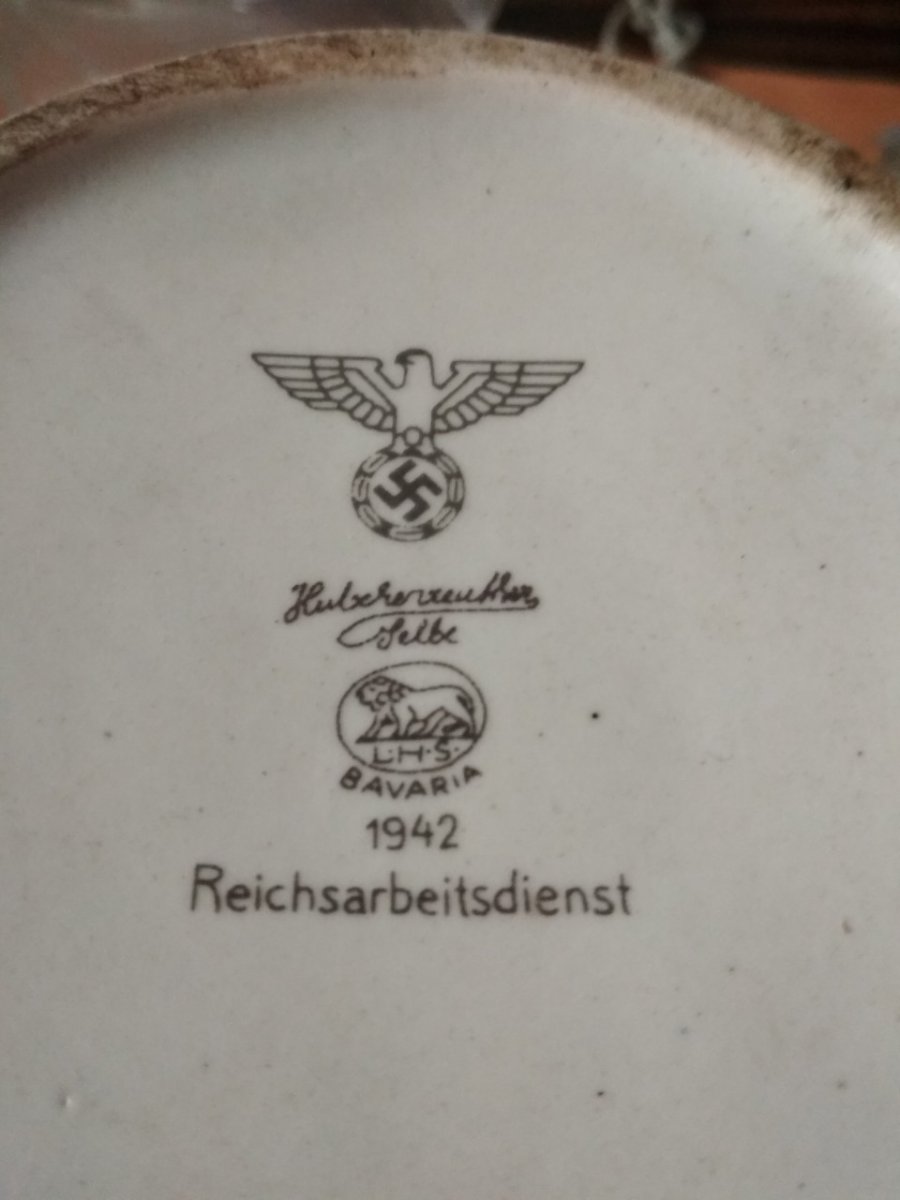 Hutschenreuther
Selb
L·H·S·
BAVARIA
1942
Reichsarbeitsdienst